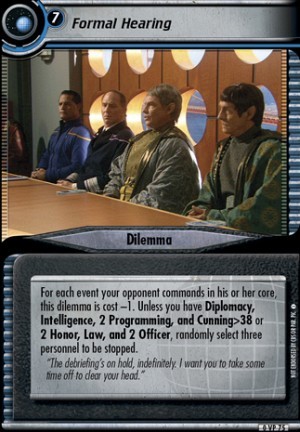 7 Formal Hearing
Dilemma
For each event your opponent commands in his or her core,
this dilemma is cost –1. Unless you have Diplomacy,
Intelligence, 2 Programming, and Cunning>38 or
2 Honor, Law, and 2 Officer, randomly select three
personnel to be stopped.
"The debriefing's on hold, indefinitely. I want you to take some
time off to clear your head."
0 VP 75